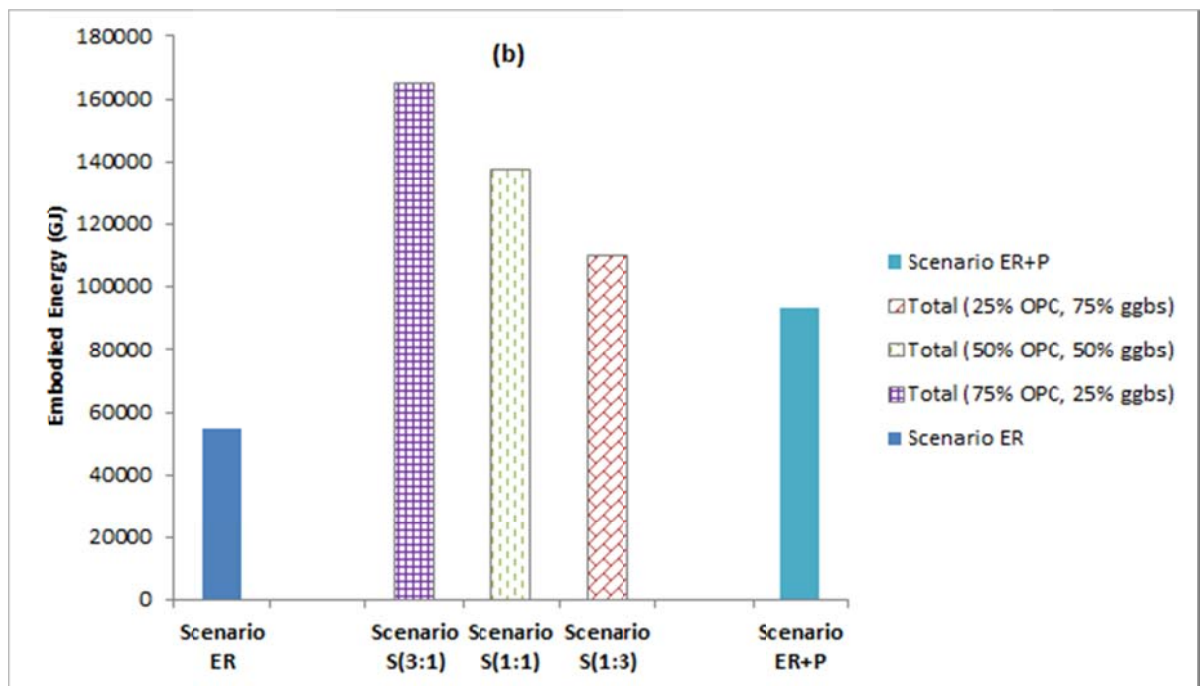 (b)
180000
160000
140000
120000
100000
80000
60000
40000
20000
0
Embodied Energy (GJ)
Scenario ER
Scenario S(3:1)
Scenario S(1:1)
Scenario S(1:3)
Scenario ER+P
Scenario ER+P
Total (25% OPC, 75% ggbs)
Total (50% OPC, 50% ggbs)
Total (75% OPC, 25% ggbs)
Scenario ER